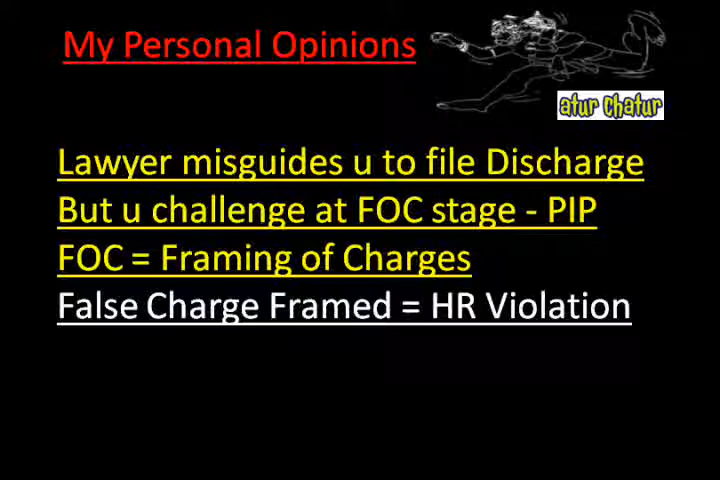 My Personal Opinions
atur chatur
Lawyer misguides u to file Discharge
But u challenge at FOC stage - PIP
FOC = Framing of Charges
False Charge Framed = HR Violation